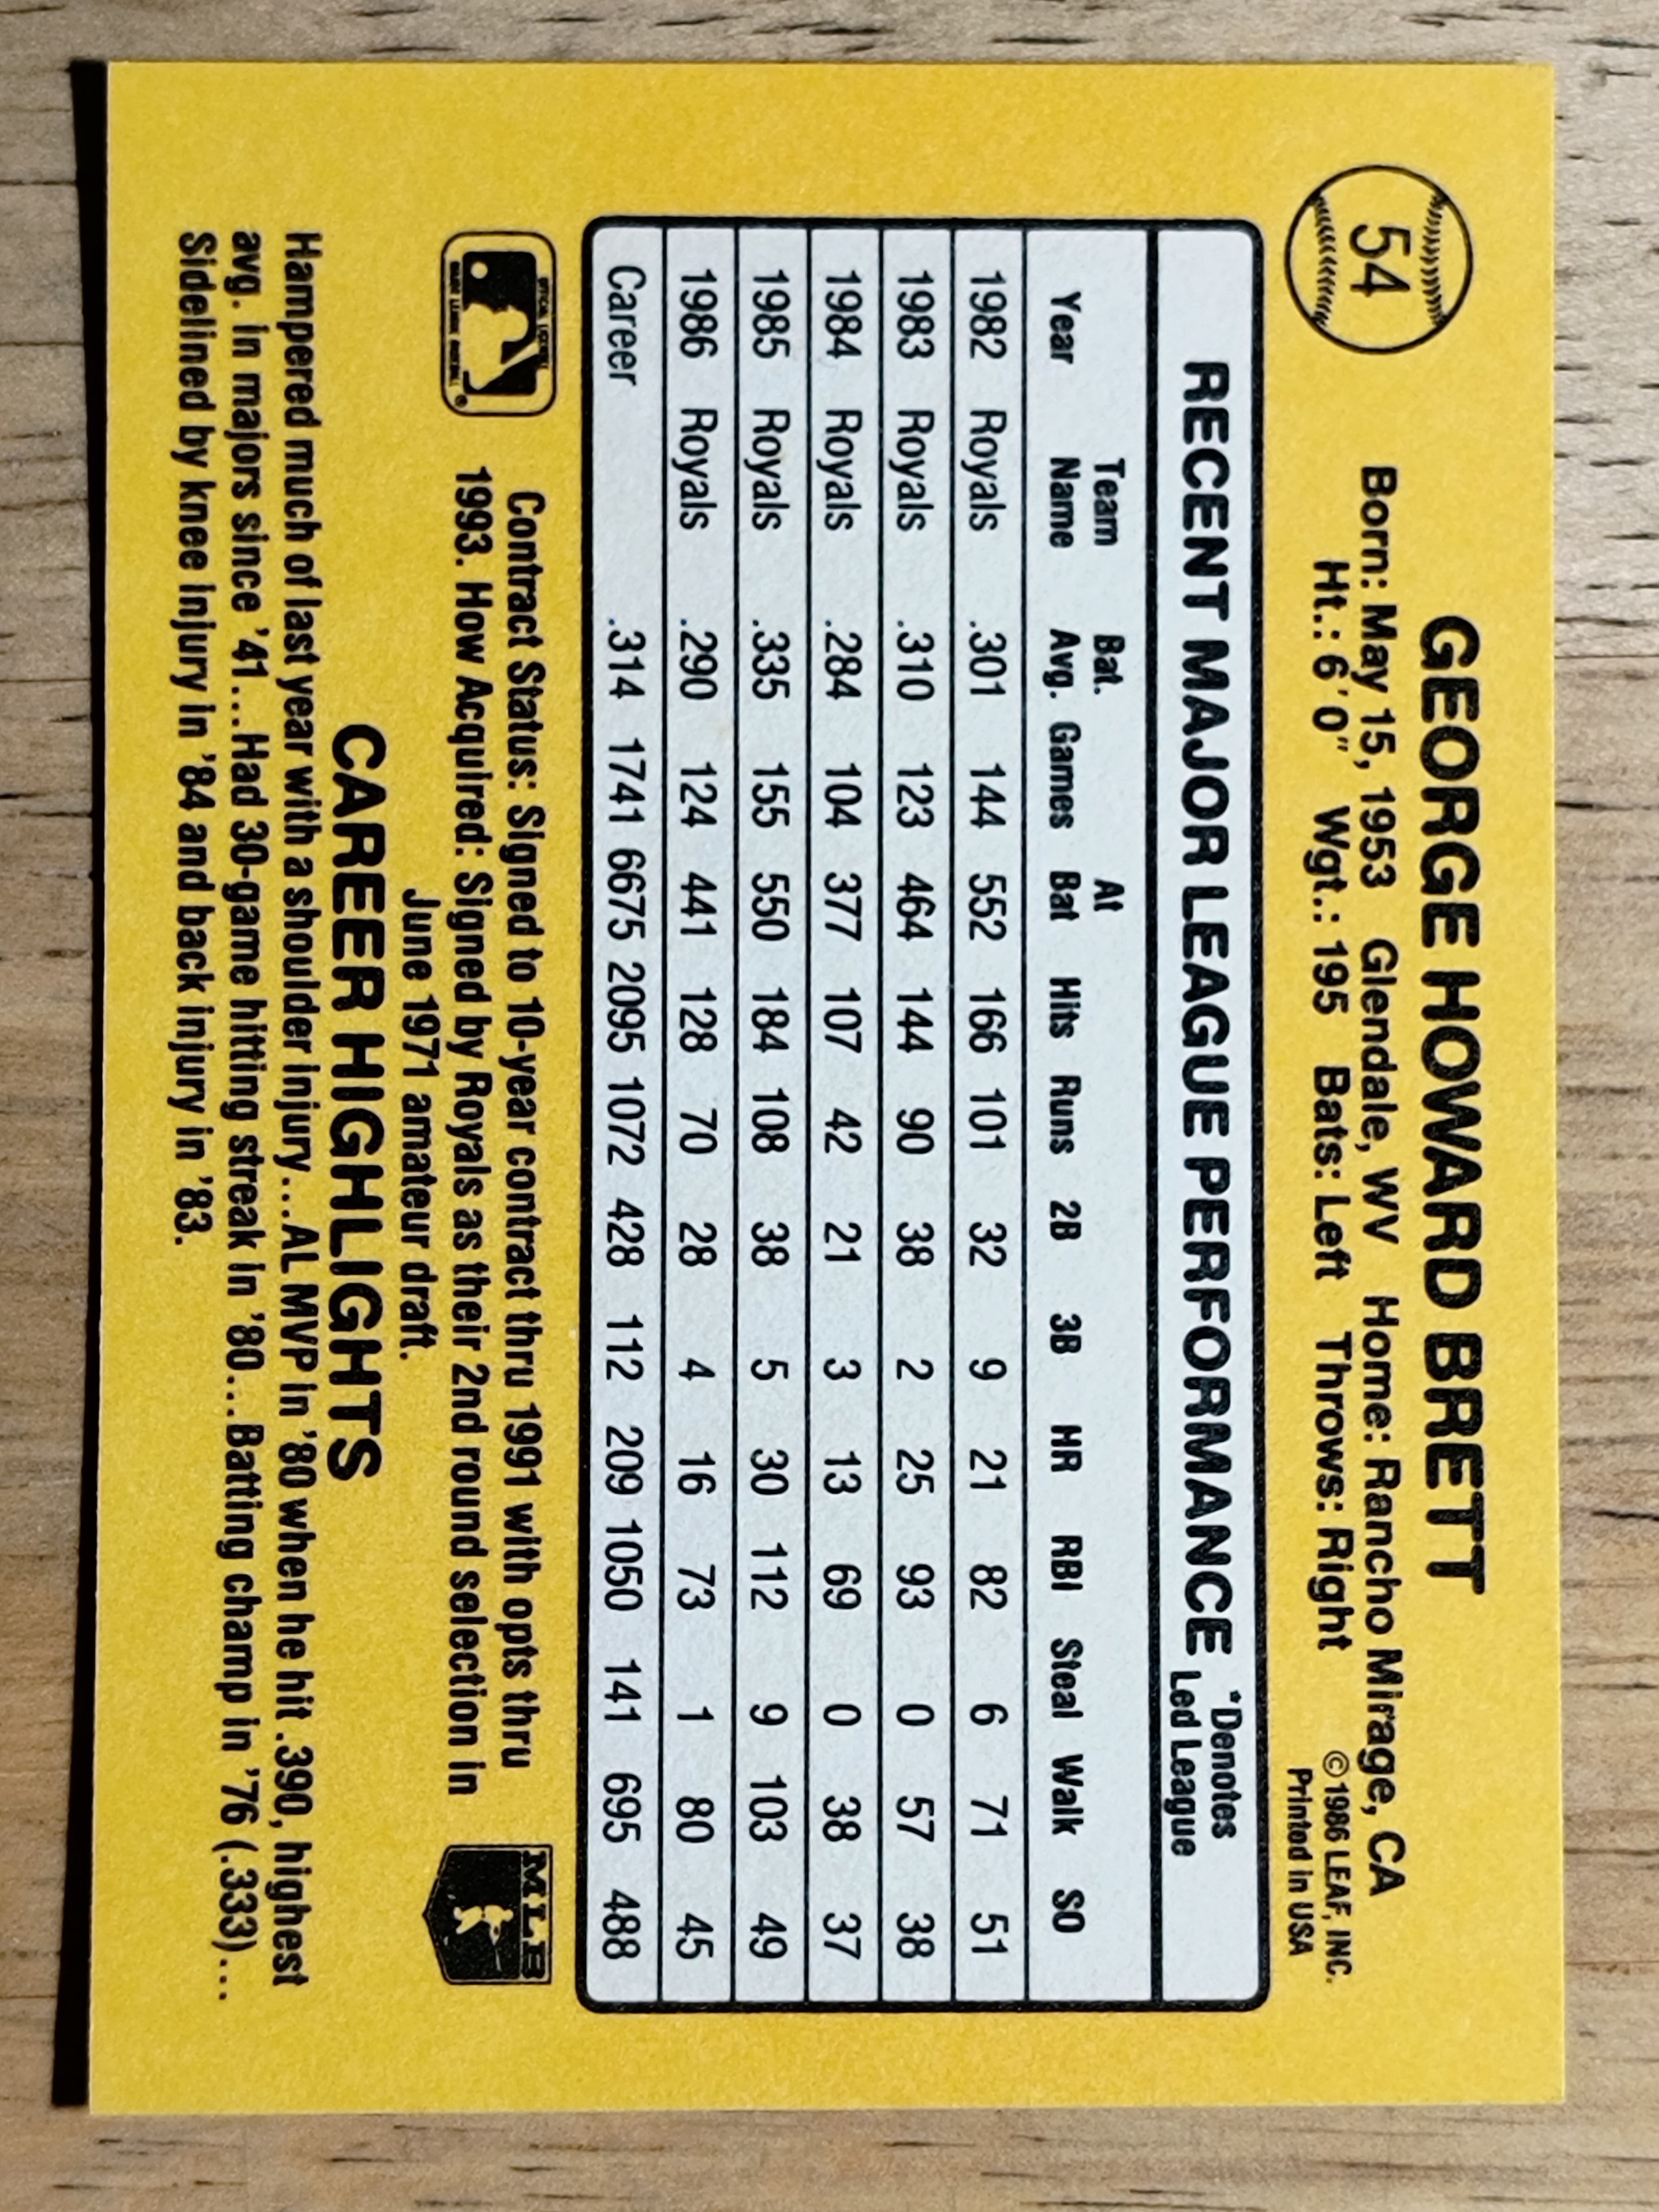 54
GEORGE HOWARD BRETT
Born: May 15, 1953 Glendale, WV Home: Rancho Mirage, CA
Ht.: 6'0" Wgt.: 195 Bats: Left Throws: Right
©1986 LEAF, INC.
Printed in USA
RECENT MAJOR LEAGUE PERFORMANCE *Denotes Led League
Year Team Name Bat. Avg. Games At Bat Hits Runs 2B 3B HR RBI Steal Walk SO
1982 Royals .301 144 552 166 101 32 9 21 82 6 71 51
1983 Royals .310 123 464 144 90 38 2 25 93 0 57 38
1984 Royals .284 104 377 107 42 21 3 13 69 0 38 37
1985 Royals .335 155 550 184 108 38 5 30 112 9 103 49
1986 Royals .290 124 441 128 70 28 4 16 73 1 80 45
Career .314 1741 6675 2095 1072 428 112 209 1050 141 695 488
Contract Status: Signed to 10-year contract thru 1991 with opts thru
1993. How Acquired: Signed by Royals as their 2nd round selection in
June 1971 amateur draft.
MLB
CAREER HIGHLIGHTS
Hampered much of last year with a shoulder injury...AL MVP in '80 when he hit .390, highest
avg. in majors since '41...Had 30-game hitting streak in '80...Batting champ in '76 (.333)...
Sidelined by knee injury in '84 and back injury in '83.